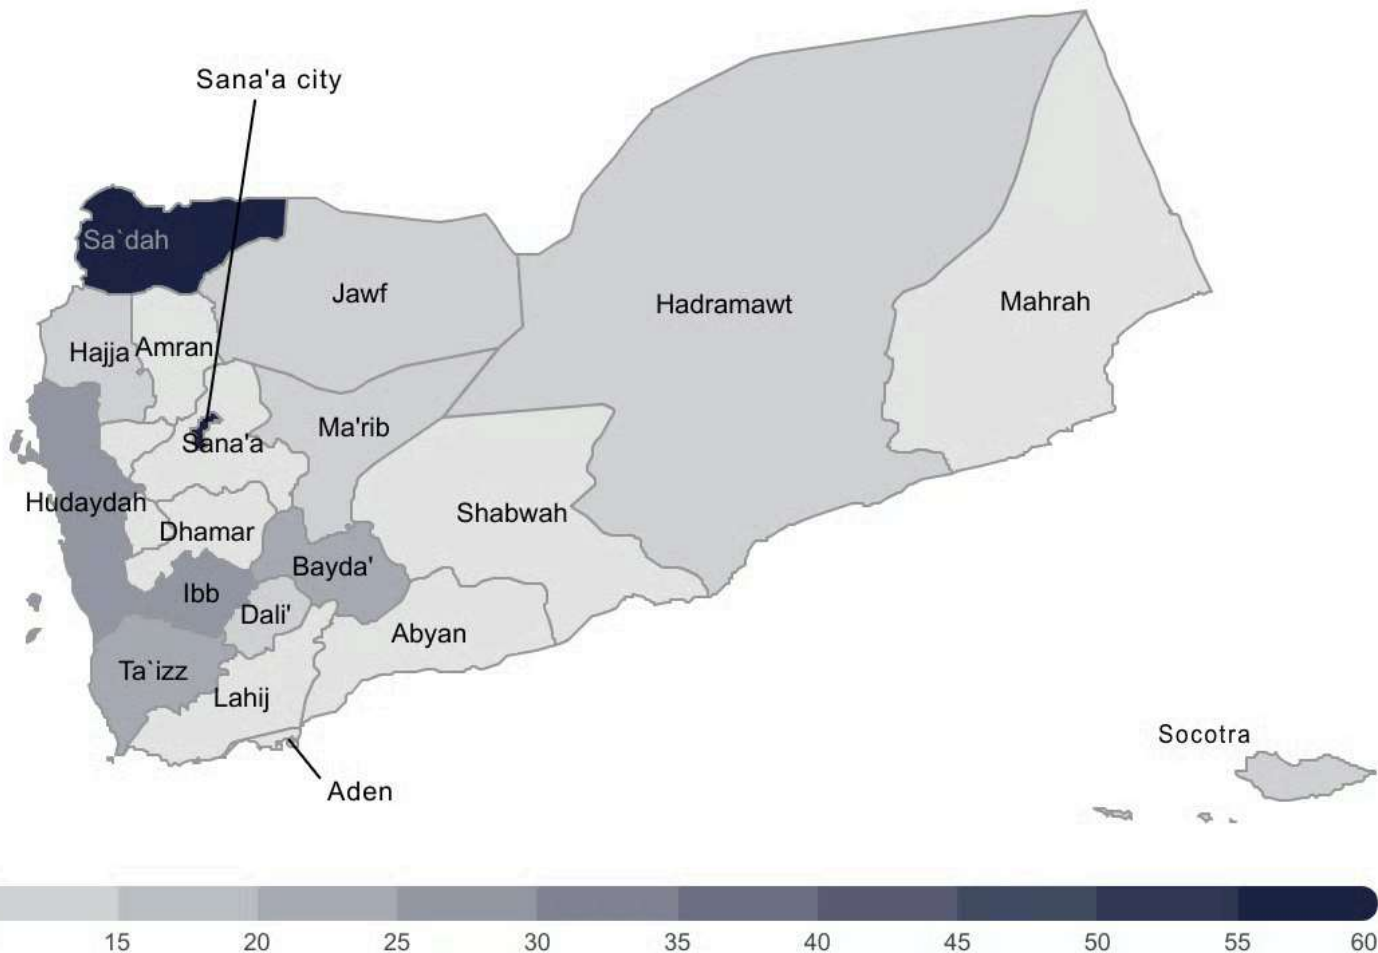 Sana'a city
Sa`dah
Jawf
Hadramawt
Mahrah
Hajja
Amran
Ma'rib
Sana'a
Hudaydah
Shabwah
Dhamar
Bayda'
Ibb
Dali'
Abyan
Ta`izz
Lahij
Socotra
Aden
15 20 25 30 35 40 45 50 55 60